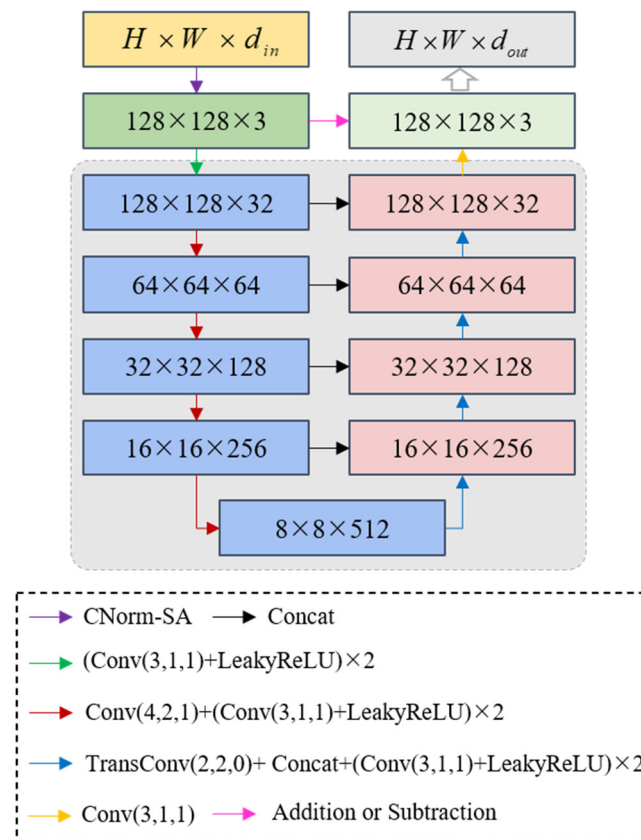 H × W × d_in
H × W × d_out
128×128×3
128×128×3
128×128×32
128×128×32
64×64×64
64×64×64
32×32×128
32×32×128
16×16×256
16×16×256
8×8×512
CNorm-SA
Concat
(Conv(3,1,1)+LeakyReLU)×2
Conv(4,2,1)+(Conv(3,1,1)+LeakyReLU)×2
TransConv(2,2,0)+ Concat+(Conv(3,1,1)+LeakyReLU)×2
Conv(3,1,1)
Addition or Subtraction